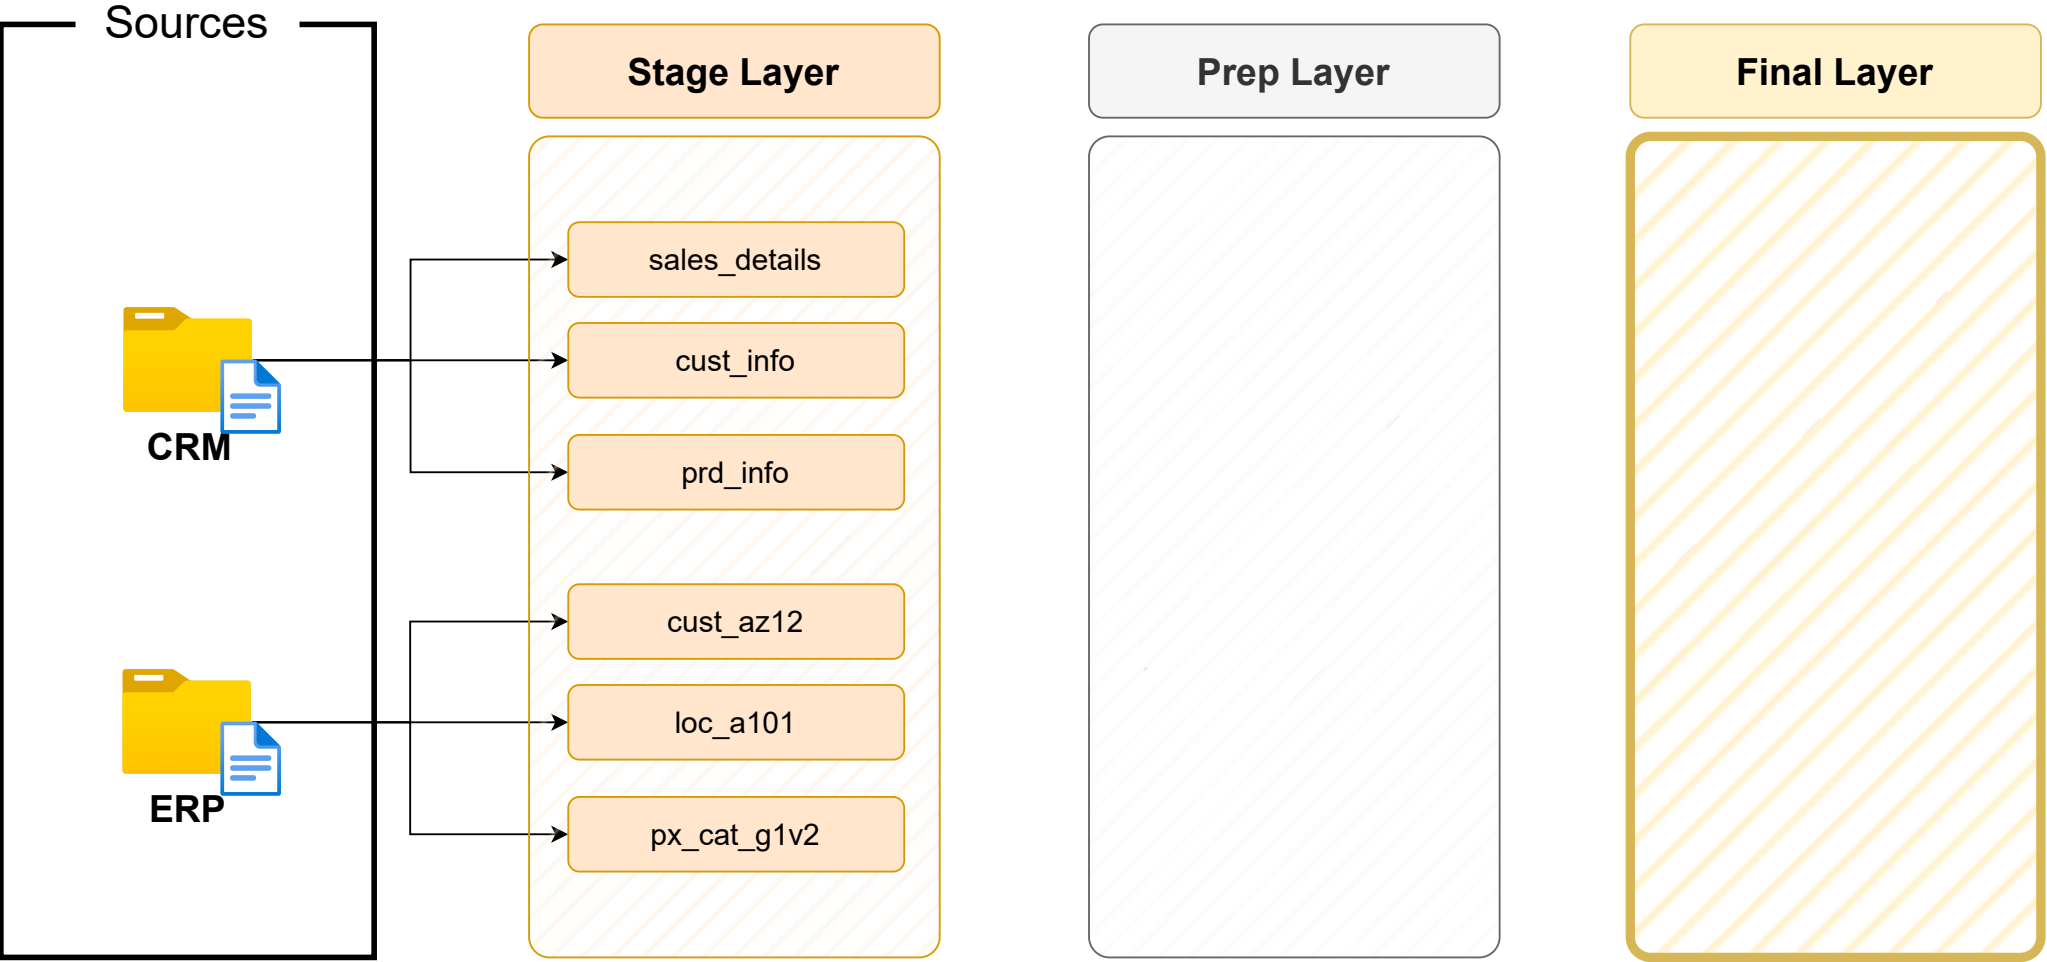 Sources
Stage Layer
Prep Layer
Final Layer
sales_details
cust_info
prd_info
CRM
cust_az12
loc_a101
px_cat_g1v2
ERP